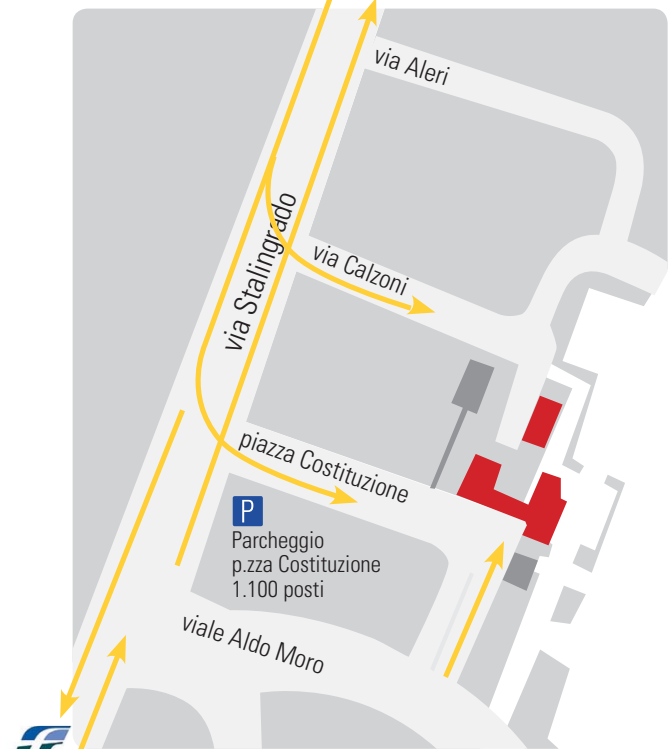 via Aleri
via Stalingrado
via Calzoni
piazza Costituzione
P
Parcheggio
p.zza Costituzione
1.100 posti
viale Aldo Moro